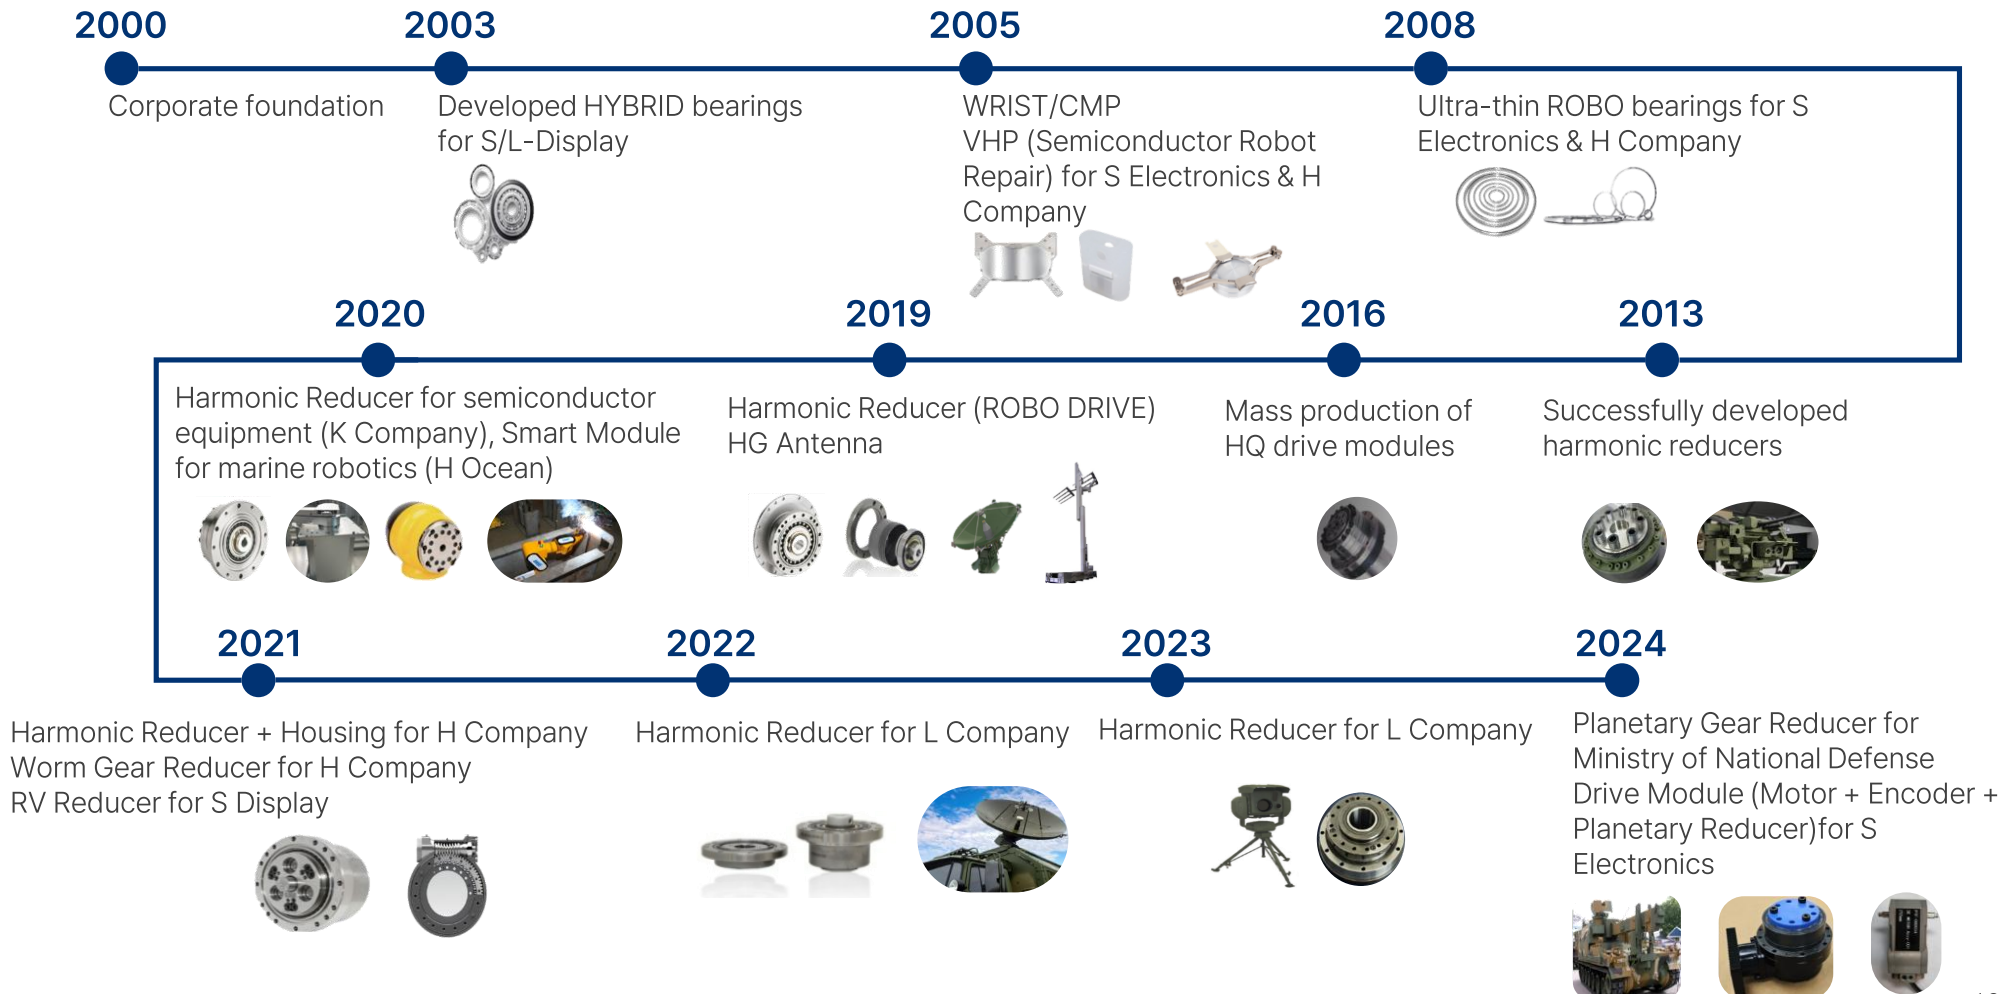 2000
Corporate foundation
2003
Developed HYBRID bearings
for S/L-Display
2005
WRIST/CMP
VHP (Semiconductor Robot
Repair) for S Electronics & H
Company
2008
Ultra-thin ROBO bearings for S
Electronics & H Company
2020
Harmonic Reducer for semiconductor
equipment (K Company), Smart Module
for marine robotics (H Ocean)
2019
Harmonic Reducer (ROBO DRIVE)
HG Antenna
2016
Mass production of
HQ drive modules
2013
Successfully developed
harmonic reducers
2021
Harmonic Reducer + Housing for H Company
Worm Gear Reducer for H Company
RV Reducer for S Display
2022
Harmonic Reducer for L Company
2023
Harmonic Reducer for L Company
2024
Planetary Gear Reducer for
Ministry of National Defense
Drive Module (Motor + Encoder +
Planetary Reducer)for S
Electronics